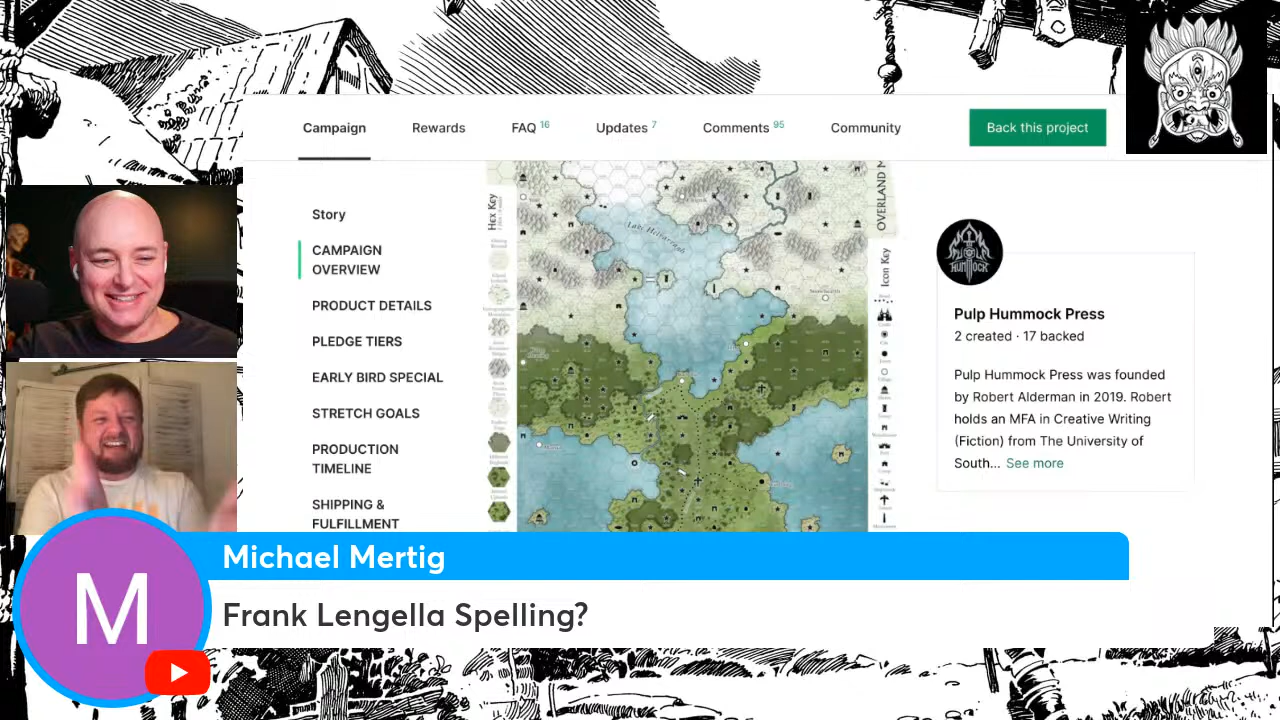 Campaign
Rewards
FAQ 16
Updates 7
Comments 95
Community
Back this project
Story
CAMPAIGN
OVERVIEW
PRODUCT DETAILS
PLEDGE TIERS
EARLY BIRD SPECIAL
STRETCH GOALS
PRODUCTION
TIMELINE
SHIPPING &
FULFILLMENT
Hex Key
OVERLAND M
Icon Key
HUMMOCK
Pulp Hummock Press
2 created · 17 backed
Pulp Hummock Press was founded
by Robert Alderman in 2019. Robert
holds an MFA in Creative Writing
(Fiction) from The University of
South... See more
Michael Mertig
M
Frank Lengella Spelling?